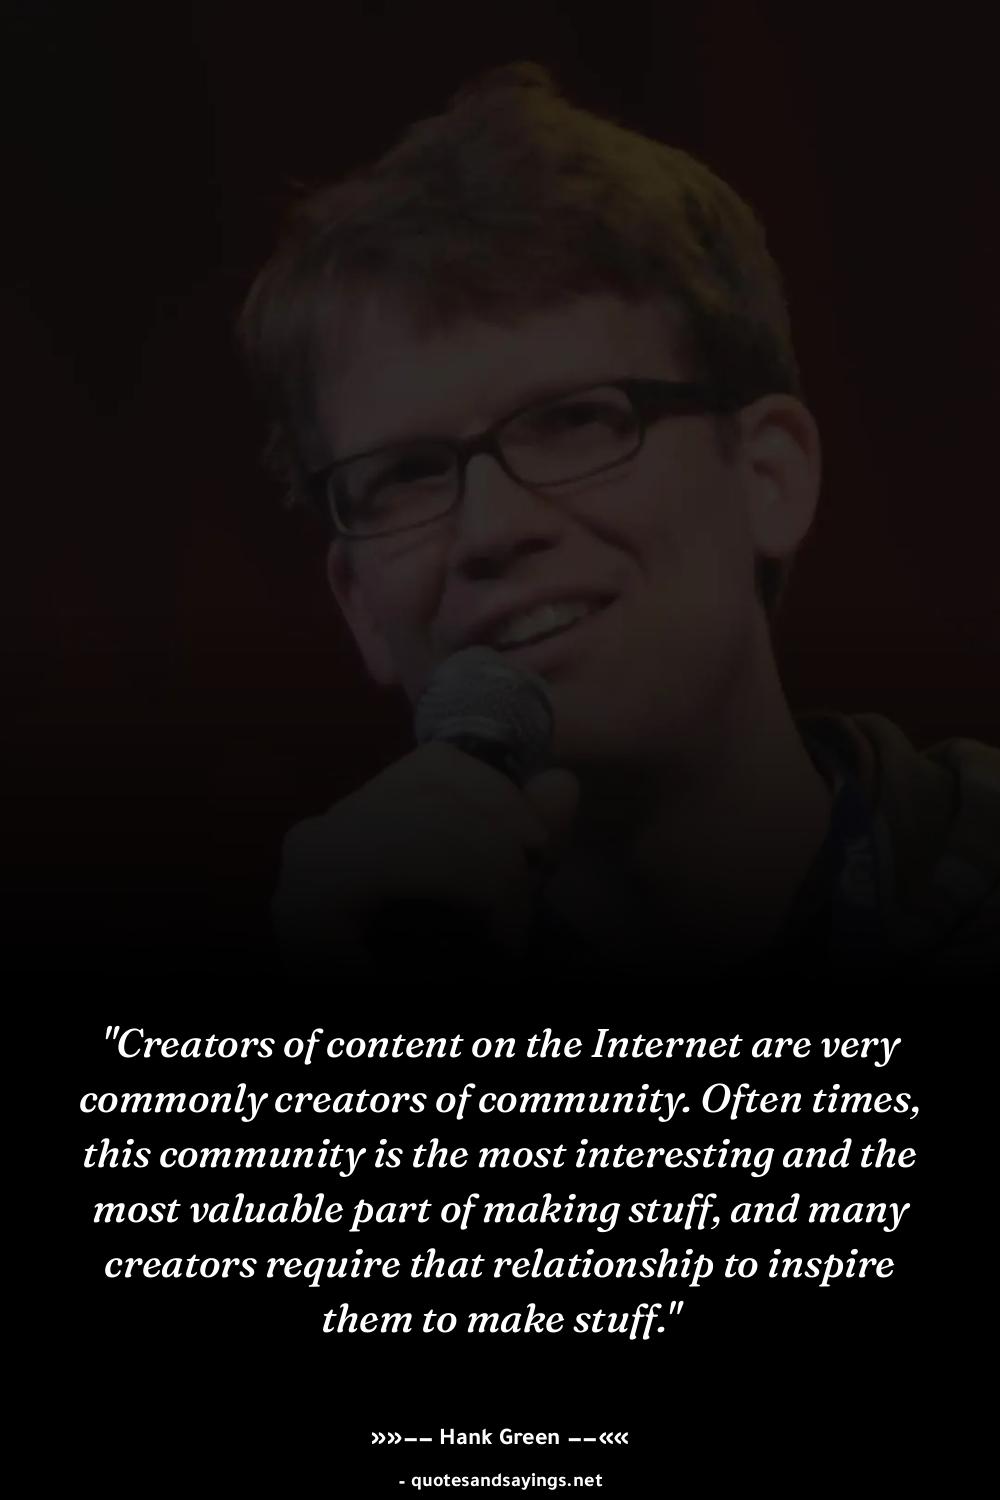 "Creators of content on the Internet are very
commonly creators of community. Often times,
this community is the most interesting and the
most valuable part of making stuff, and many
creators require that relationship to inspire
them to make stuff."
»»–– Hank Green ––««
- quotesandsayings.net